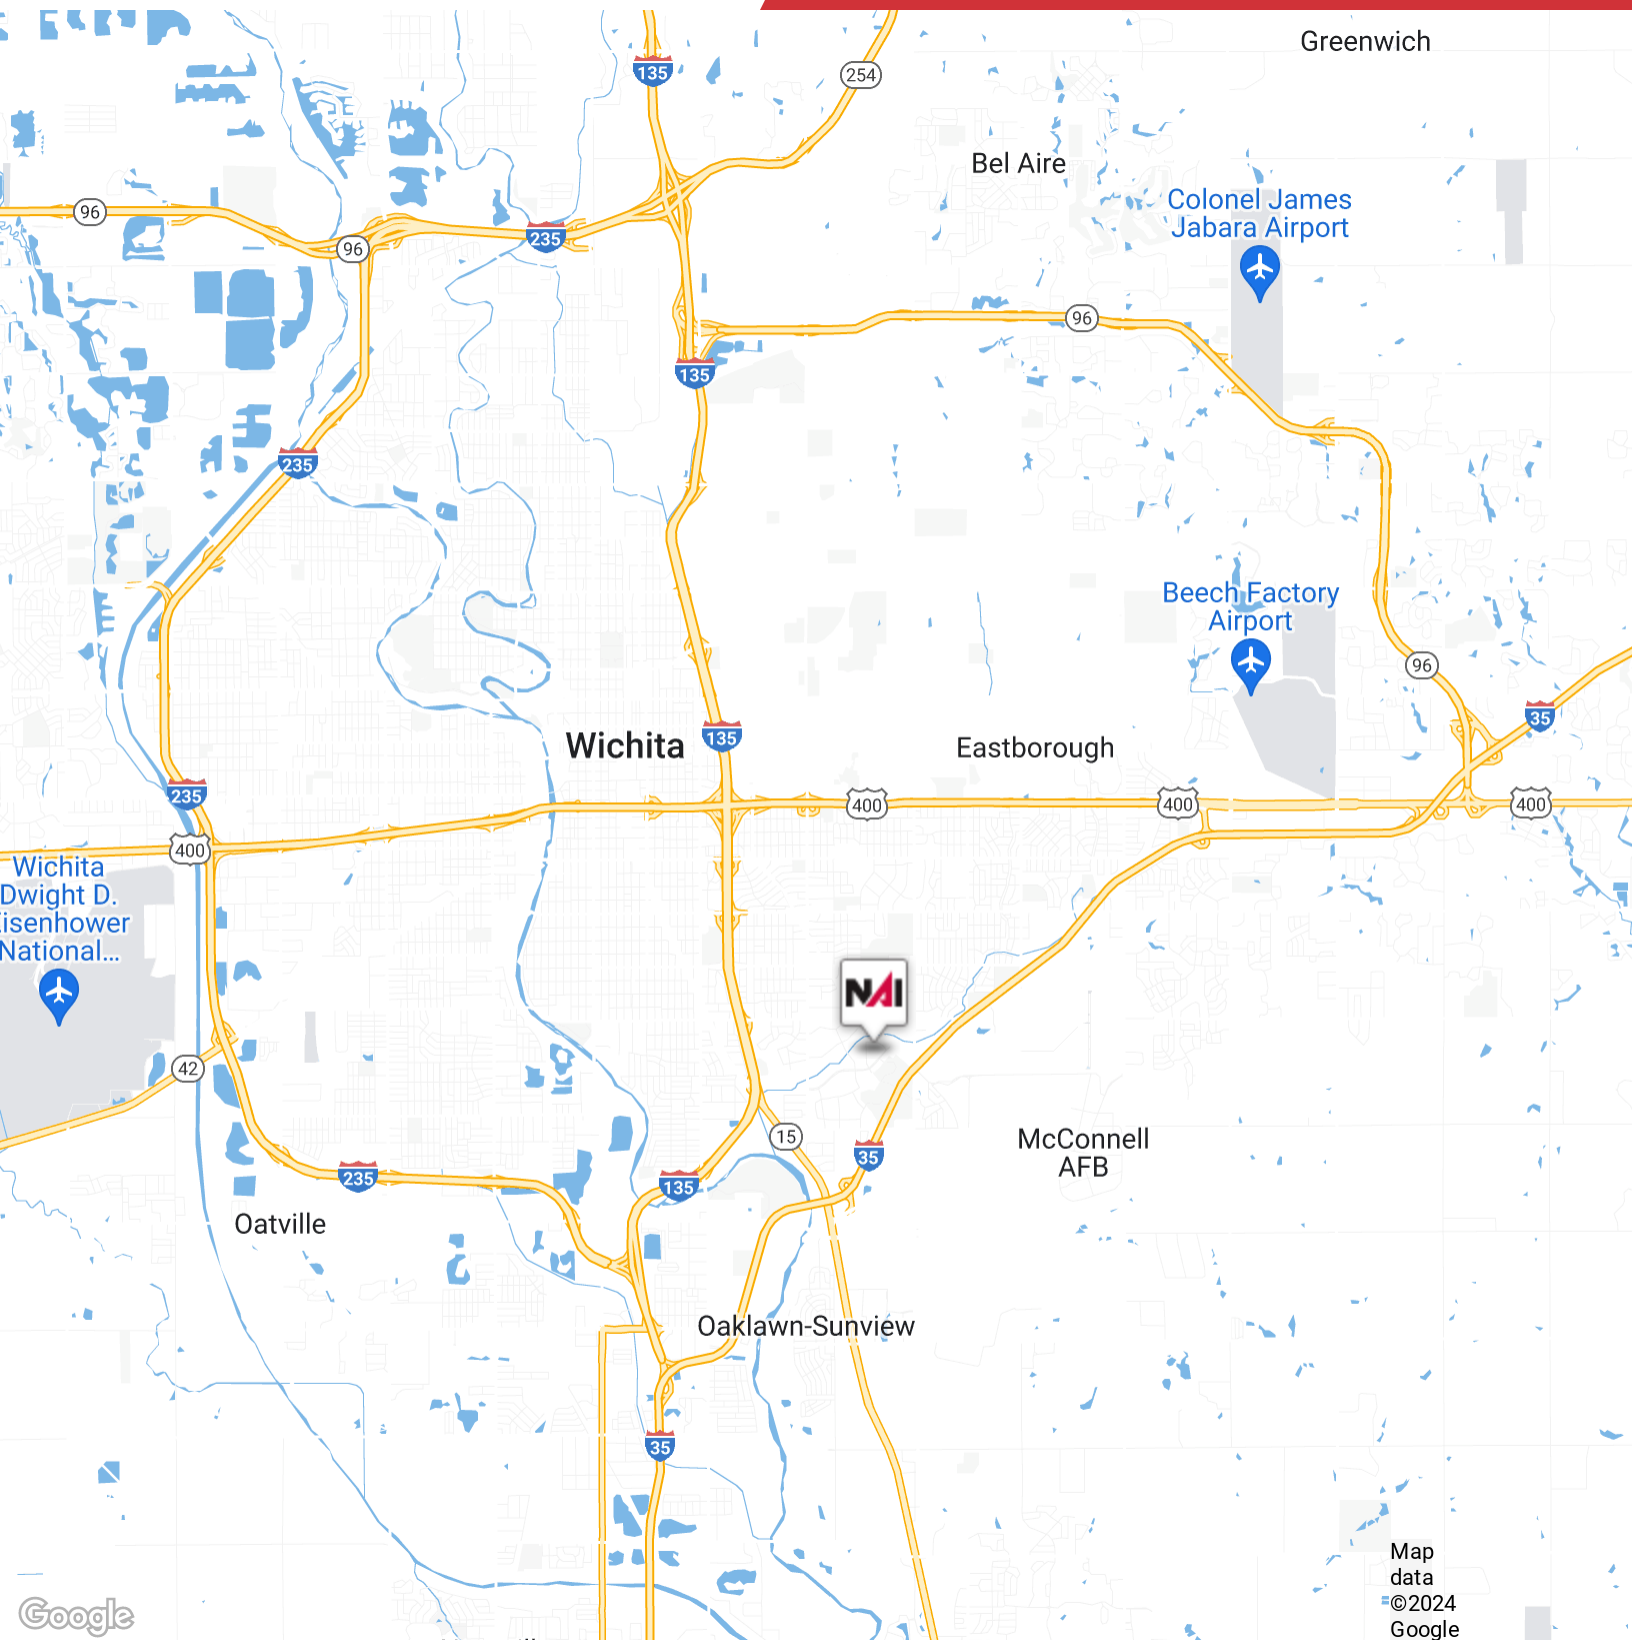 Greenwich
135
254
Bel Aire
Colonel James
Jabara Airport
96
96
235
96
135
235
Beech Factory
Airport
96
35
Wichita
135
Eastborough
235
400
400
400
400
Wichita
Dwight D.
Eisenhower
National...
NAI
42
15
McConnell
AFB
35
235
135
Oatville
Oaklawn-Sunview
35
Map
data
©2024
Google
Google